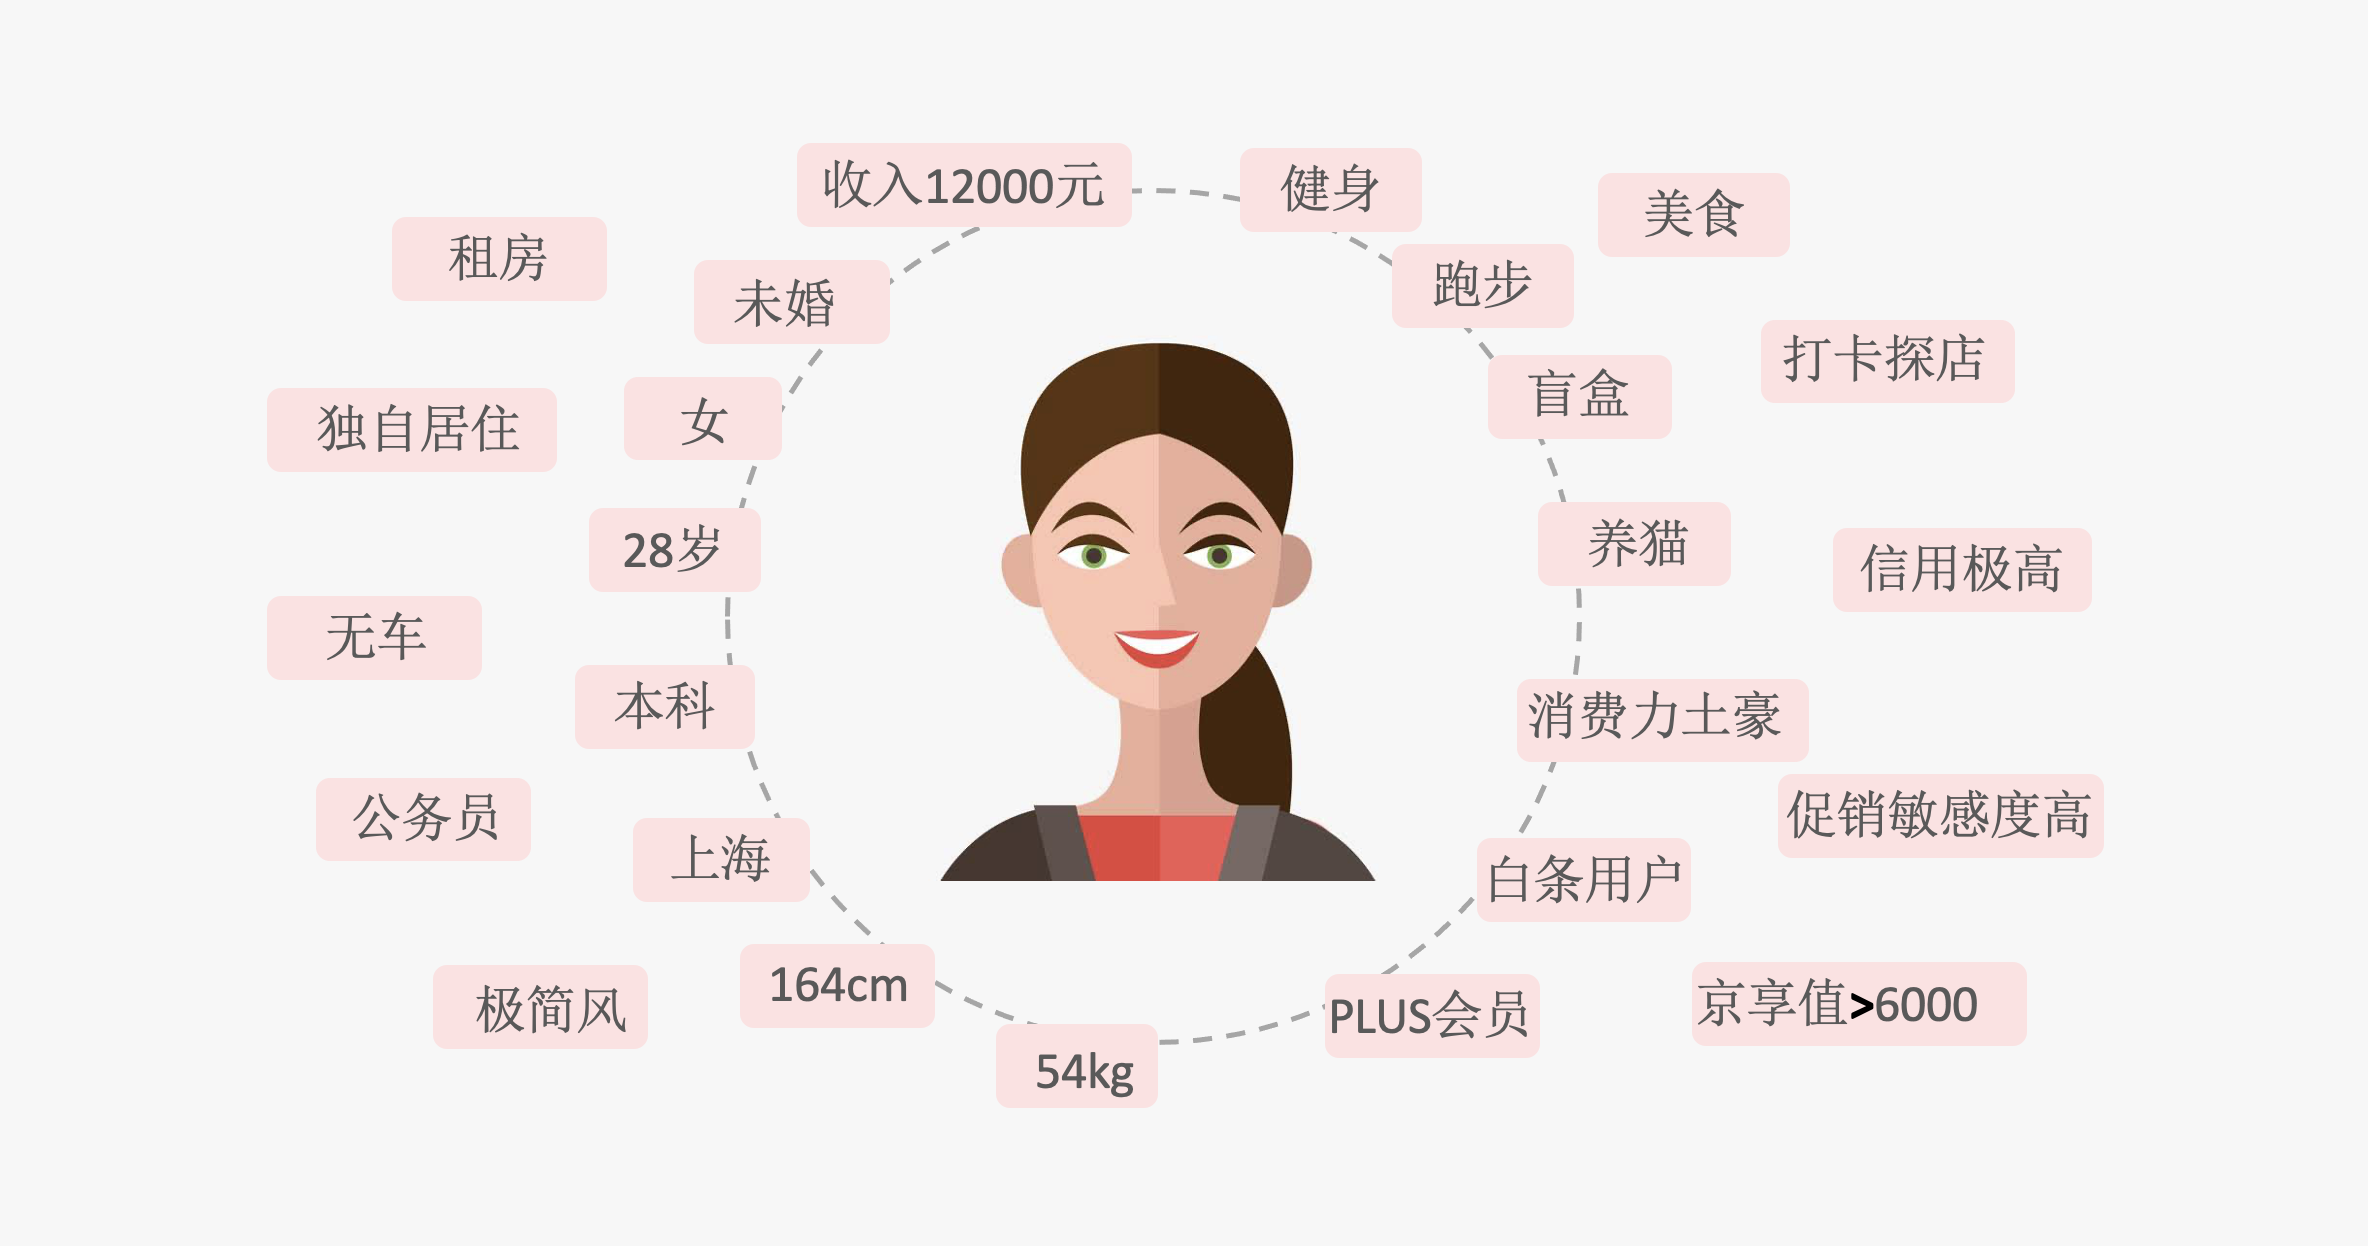 收入12000元
健身
美食
租房
跑步
未婚
打卡探店
盲盒
独自居住
女
28岁
养猫
信用极高
无车
本科
消费力土豪
公务员
促销敏感度高
上海
白条用户
极简风
164cm
PLUS会员
京享值>6000
54kg